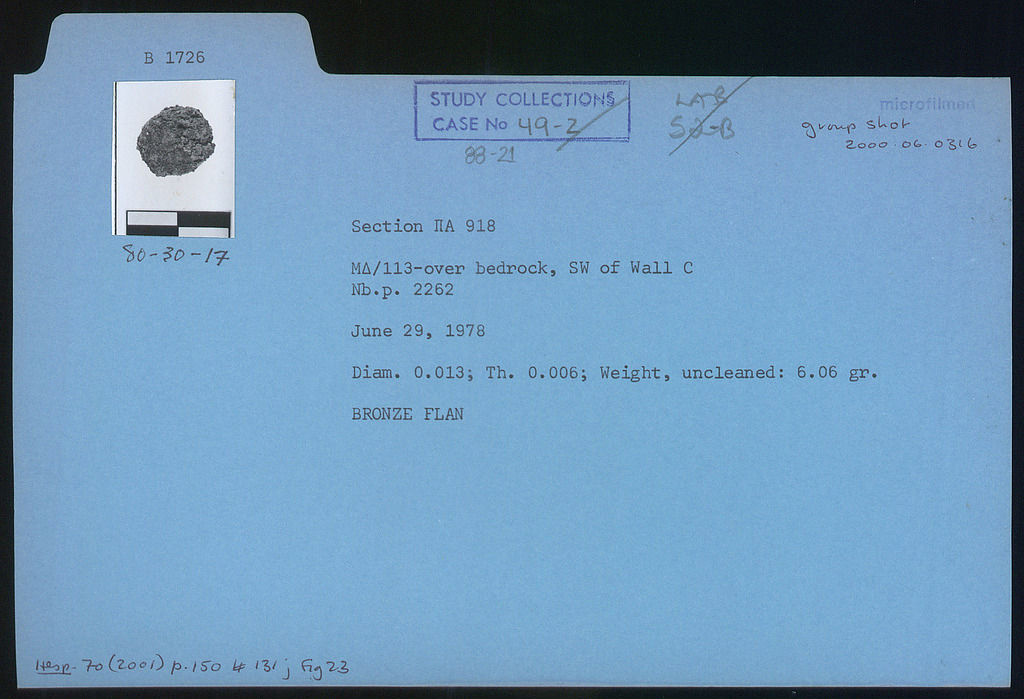 B 1726
STUDY COLLECTIONS
CASE No 49-2
88-21
LAB
S2-B
microfilmed
group shot
2000.06.0316
80-30-17
Section ΠΑ 918
ΜΔ/113-over bedrock, SW of Wall C
Nb.p. 2262
June 29, 1978
Diam. 0.013; Th. 0.006; Weight, uncleaned: 6.06 gr.
BRONZE FLAN
Hesp. 70 (2001) p.150 # 131; Fig 23